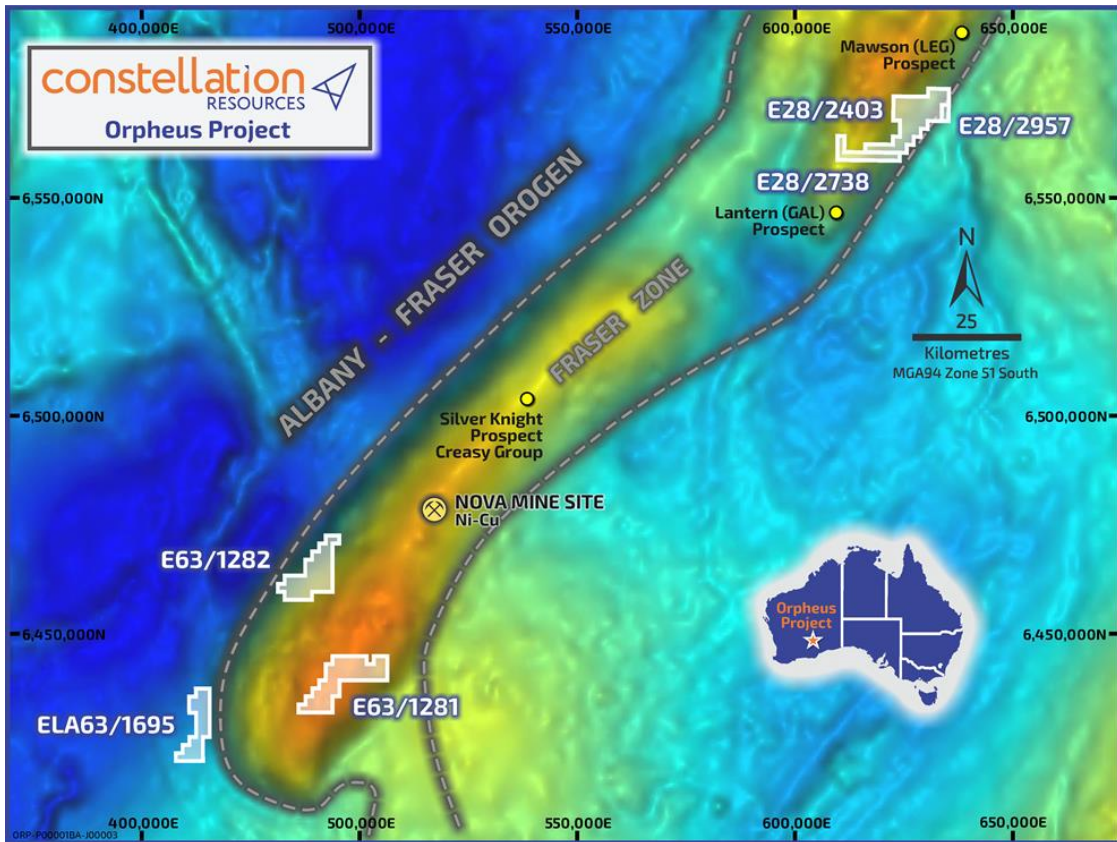 400,000E
500,000E
550,000E
600,000E
650,000E
constellation
RESOURCES
Orpheus Project
Mawson (LEG)
Prospect
E28/2403
E28/2957
E28/2738
6,550,000N
6,550,000N
Lantern (GAL)
Prospect
ALBANY - FRASER OROGEN
FRASER ZONE
N
25
Kilometres
MGA94 Zone 51 South
6,500,000N
6,500,000N
Silver Knight
Prospect
Creasy Group
NOVA MINE SITE
Ni-Cu
E63/1282
Orpheus
Project
6,450,000N
6,450,000N
E63/1281
ELA63/1695
400,000E
500,000E
550,000E
600,000E
650,000E
ORP-P00001BA-J00003